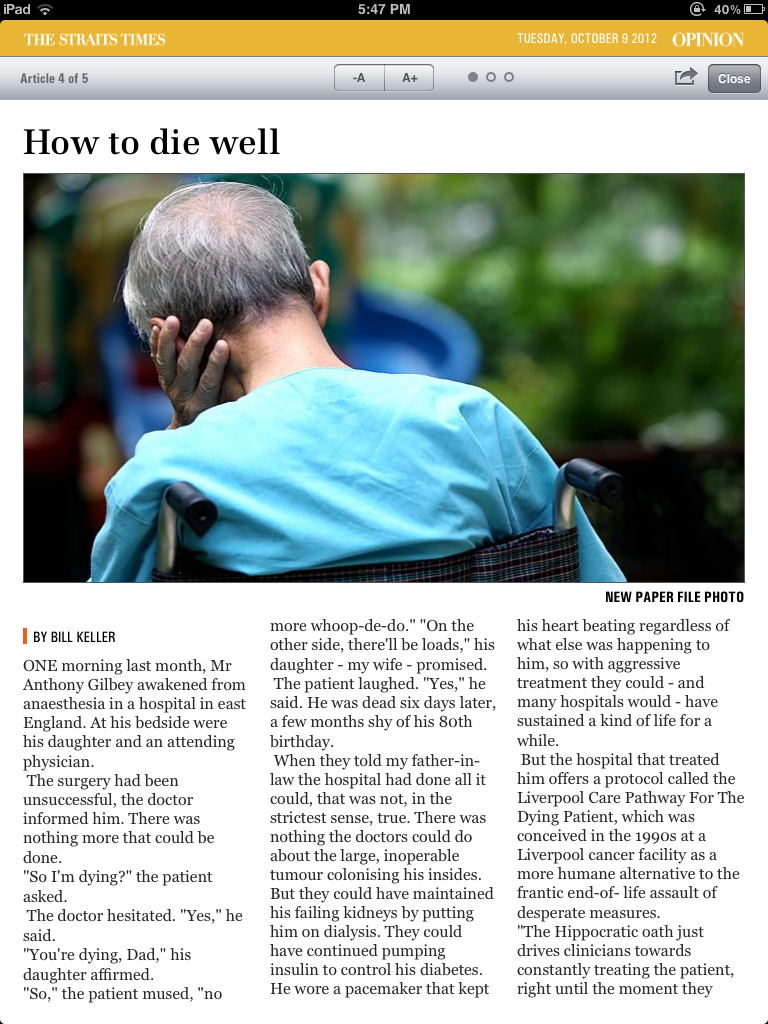 iPad
5:47 PM
40%
THE STRAITS TIMES
TUESDAY, OCTOBER 9 2012
OPINION
Article 4 of 5
-A
A+
Close
How to die well
NEW PAPER FILE PHOTO
BY BILL KELLER
ONE morning last month, Mr
Anthony Gilbey awakened from
anaesthesia in a hospital in east
England. At his bedside were
his daughter and an attending
physician.
The surgery had been
unsuccessful, the doctor
informed him. There was
nothing more that could be
done.
"So I'm dying?" the patient
asked.
The doctor hesitated. "Yes," he
said.
"You're dying, Dad," his
daughter affirmed.
"So," the patient mused, "no
more whoop-de-do." "On the
other side, there'll be loads," his
daughter - my wife - promised.
The patient laughed. "Yes," he
said. He was dead six days later,
a few months shy of his 80th
birthday.
When they told my father-in-
law the hospital had done all it
could, that was not, in the
strictest sense, true. There was
nothing the doctors could do
about the large, inoperable
tumour colonising his insides.
But they could have maintained
his failing kidneys by putting
him on dialysis. They could
have continued pumping
insulin to control his diabetes.
He wore a pacemaker that kept
his heart beating regardless of
what else was happening to
him, so with aggressive
treatment they could - and
many hospitals would - have
sustained a kind of life for a
while.
But the hospital that treated
him offers a protocol called the
Liverpool Care Pathway For The
Dying Patient, which was
conceived in the 1990s at a
Liverpool cancer facility as a
more humane alternative to the
frantic end-of- life assault of
desperate measures.
"The Hippocratic oath just
drives clinicians towards
constantly treating the patient,
right until the moment they